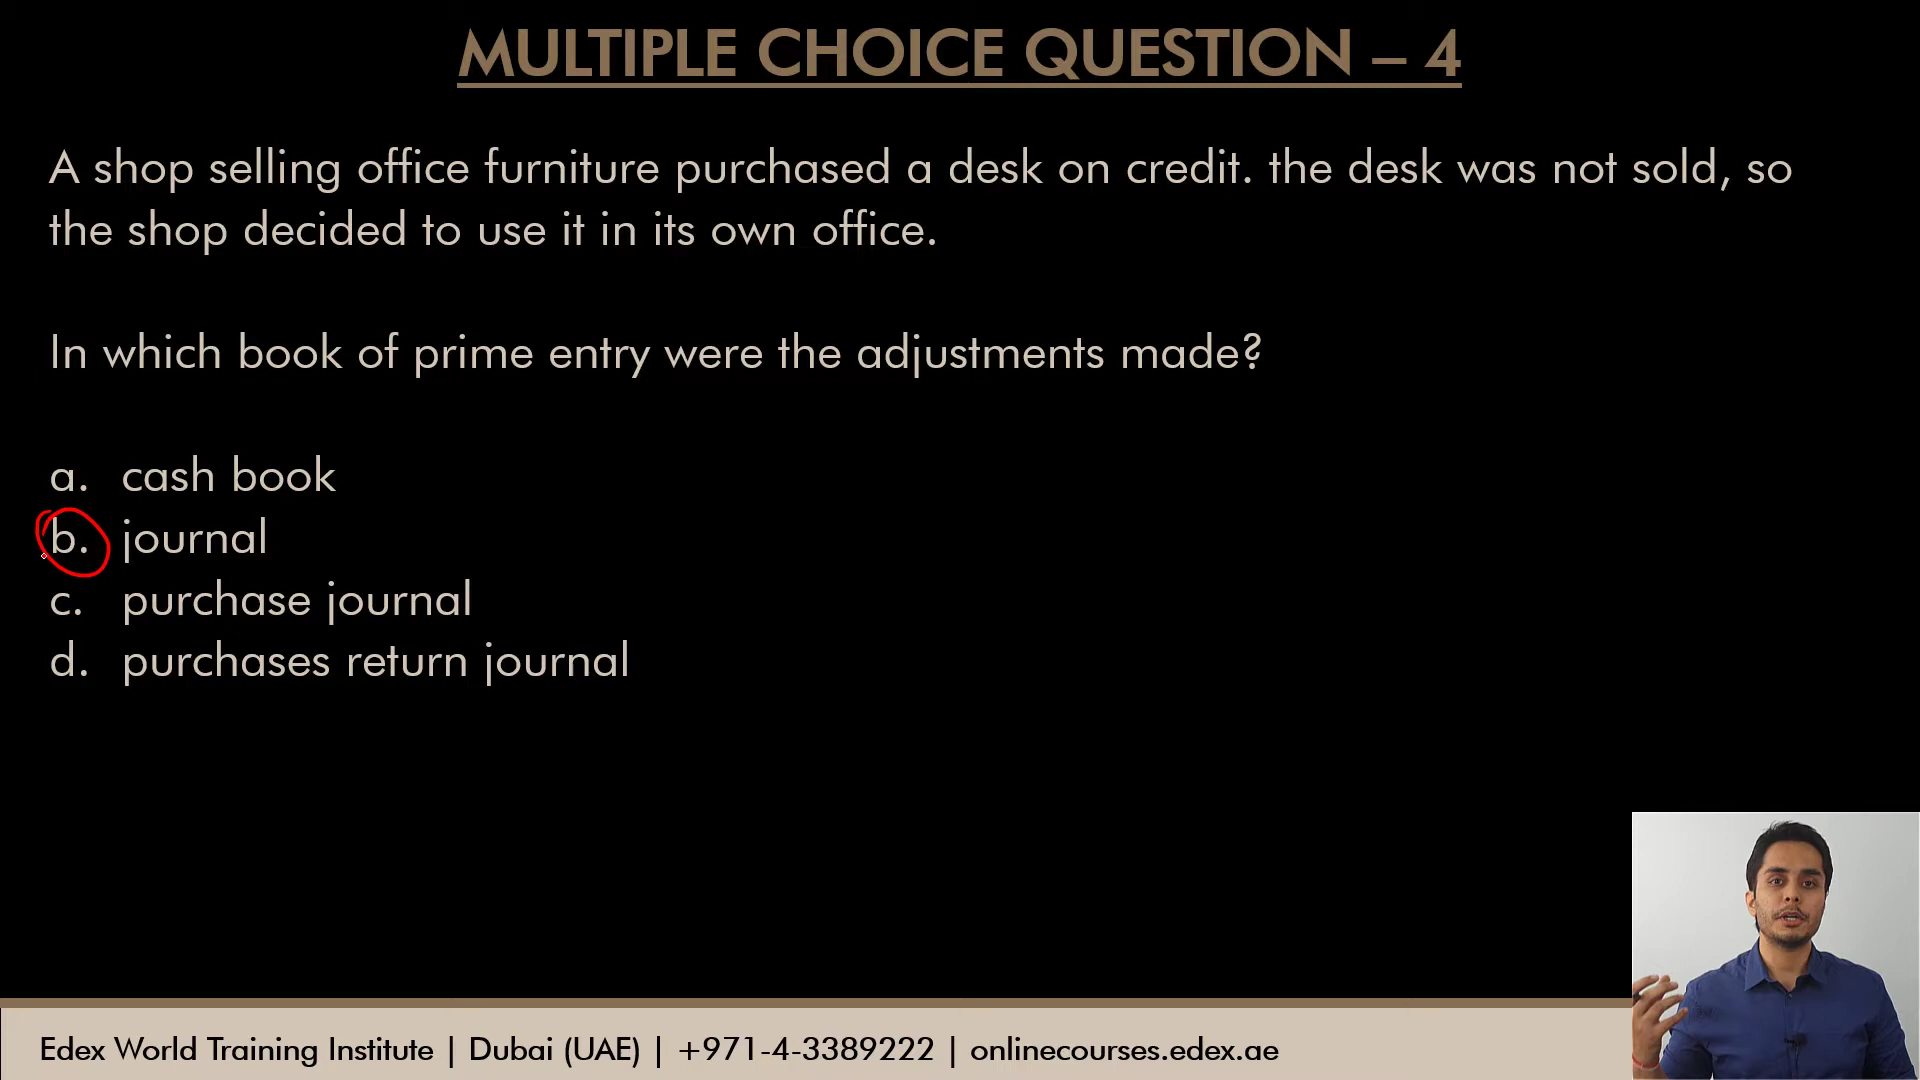 MULTIPLE CHOICE QUESTION – 4
A shop selling office furniture purchased a desk on credit. the desk was not sold, so
the shop decided to use it in its own office.
In which book of prime entry were the adjustments made?
a. cash book
b. journal
c. purchase journal
d. purchases return journal
Edex World Training Institute | Dubai (UAE) | +971-4-3389222 | onlinecourses.edex.ae